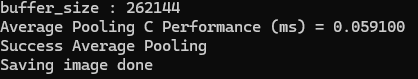 buffer_size : 262144
Average Pooling C Performance (ms) = 0.059100
Success Average Pooling
Saving image done